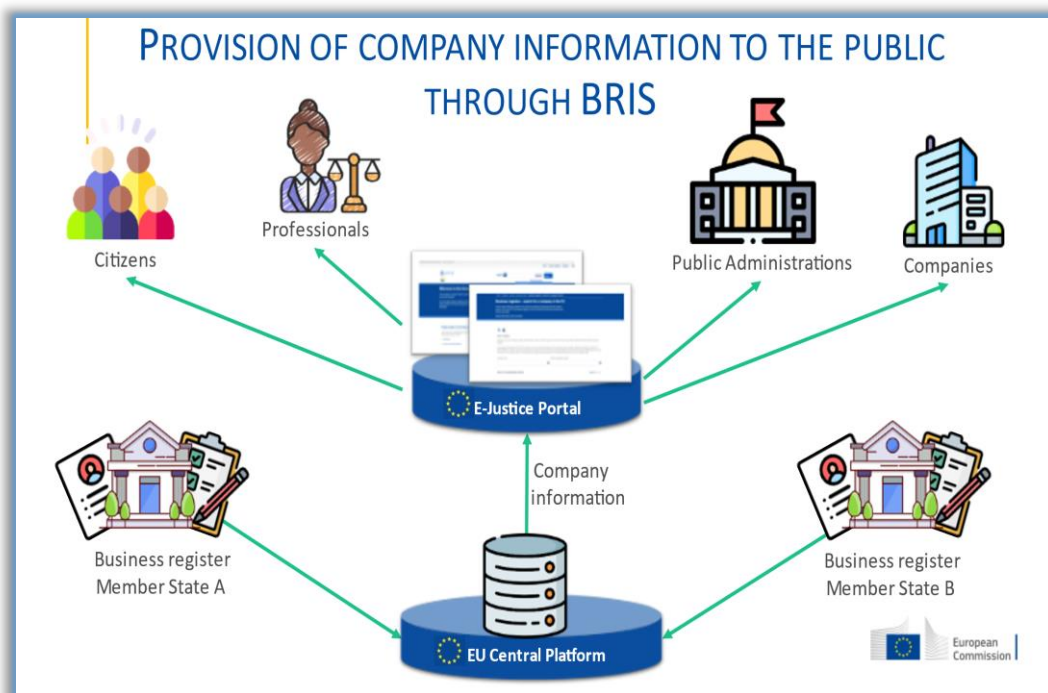 PROVISION OF COMPANY INFORMATION TO THE PUBLIC
THROUGH BRIS
Citizens
Professionals
Public Administrations
Companies
E-Justice Portal
Company
information
Business register
Member State A
Business register
Member State B
EU Central Platform
European
Commission